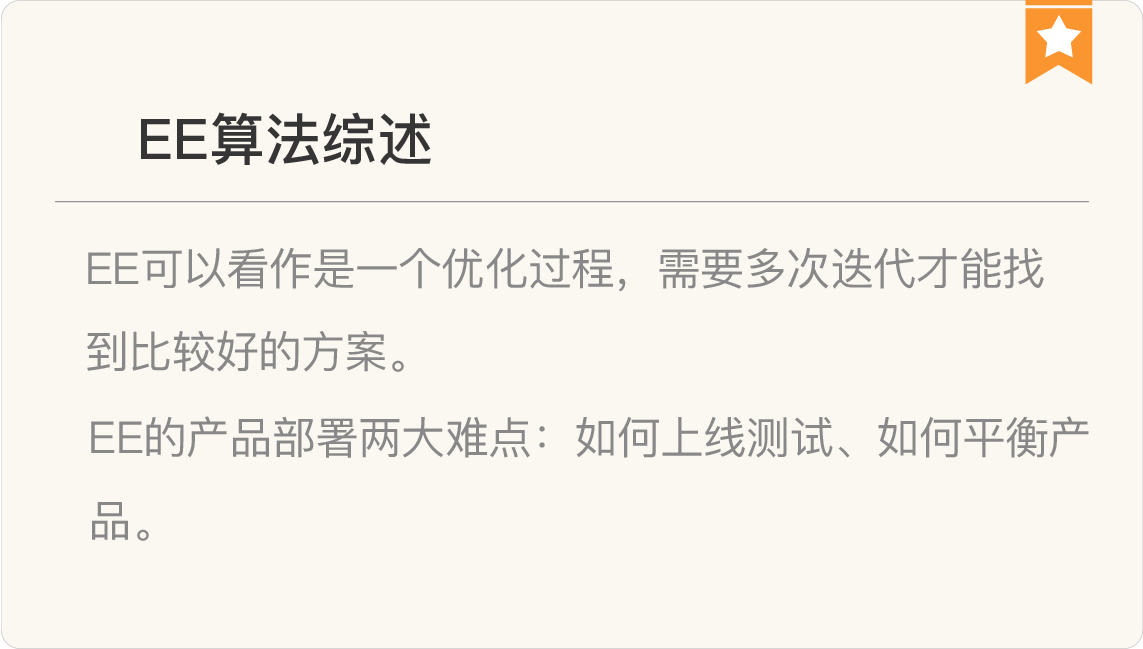 EE算法综述
EE可以看作是一个优化过程，需要多次迭代才能找
到比较好的方案。
EE的产品部署两大难点：如何上线测试、如何平衡产
品。